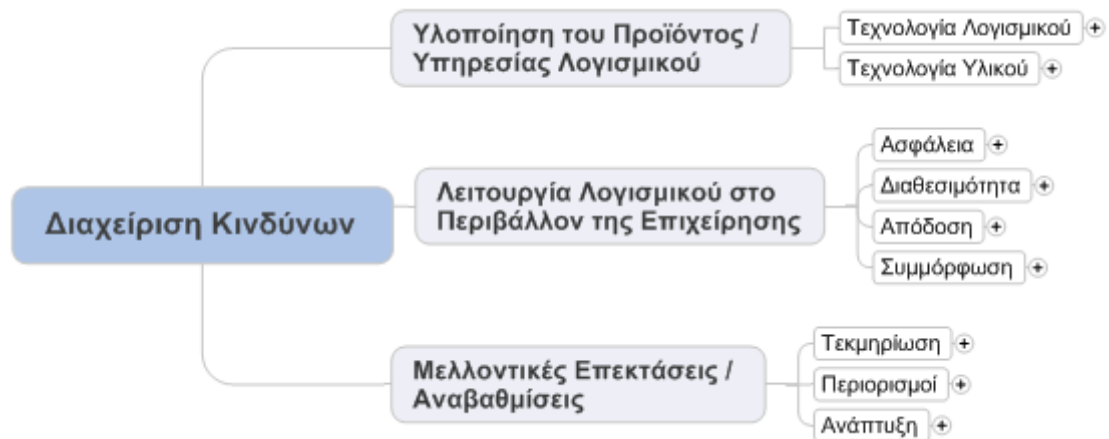 Διαχείριση Κινδύνων
Υλοποίηση του Προϊόντος /
Υπηρεσίας Λογισμικού
Τεχνολογία Λογισμικού
Τεχνολογία Υλικού
Λειτουργία Λογισμικού στο
Περιβάλλον της Επιχείρησης
Ασφάλεια
Διαθεσιμότητα
Απόδοση
Συμμόρφωση
Μελλοντικές Επεκτάσεις /
Αναβαθμίσεις
Τεκμηρίωση
Περιορισμοί
Ανάπτυξη